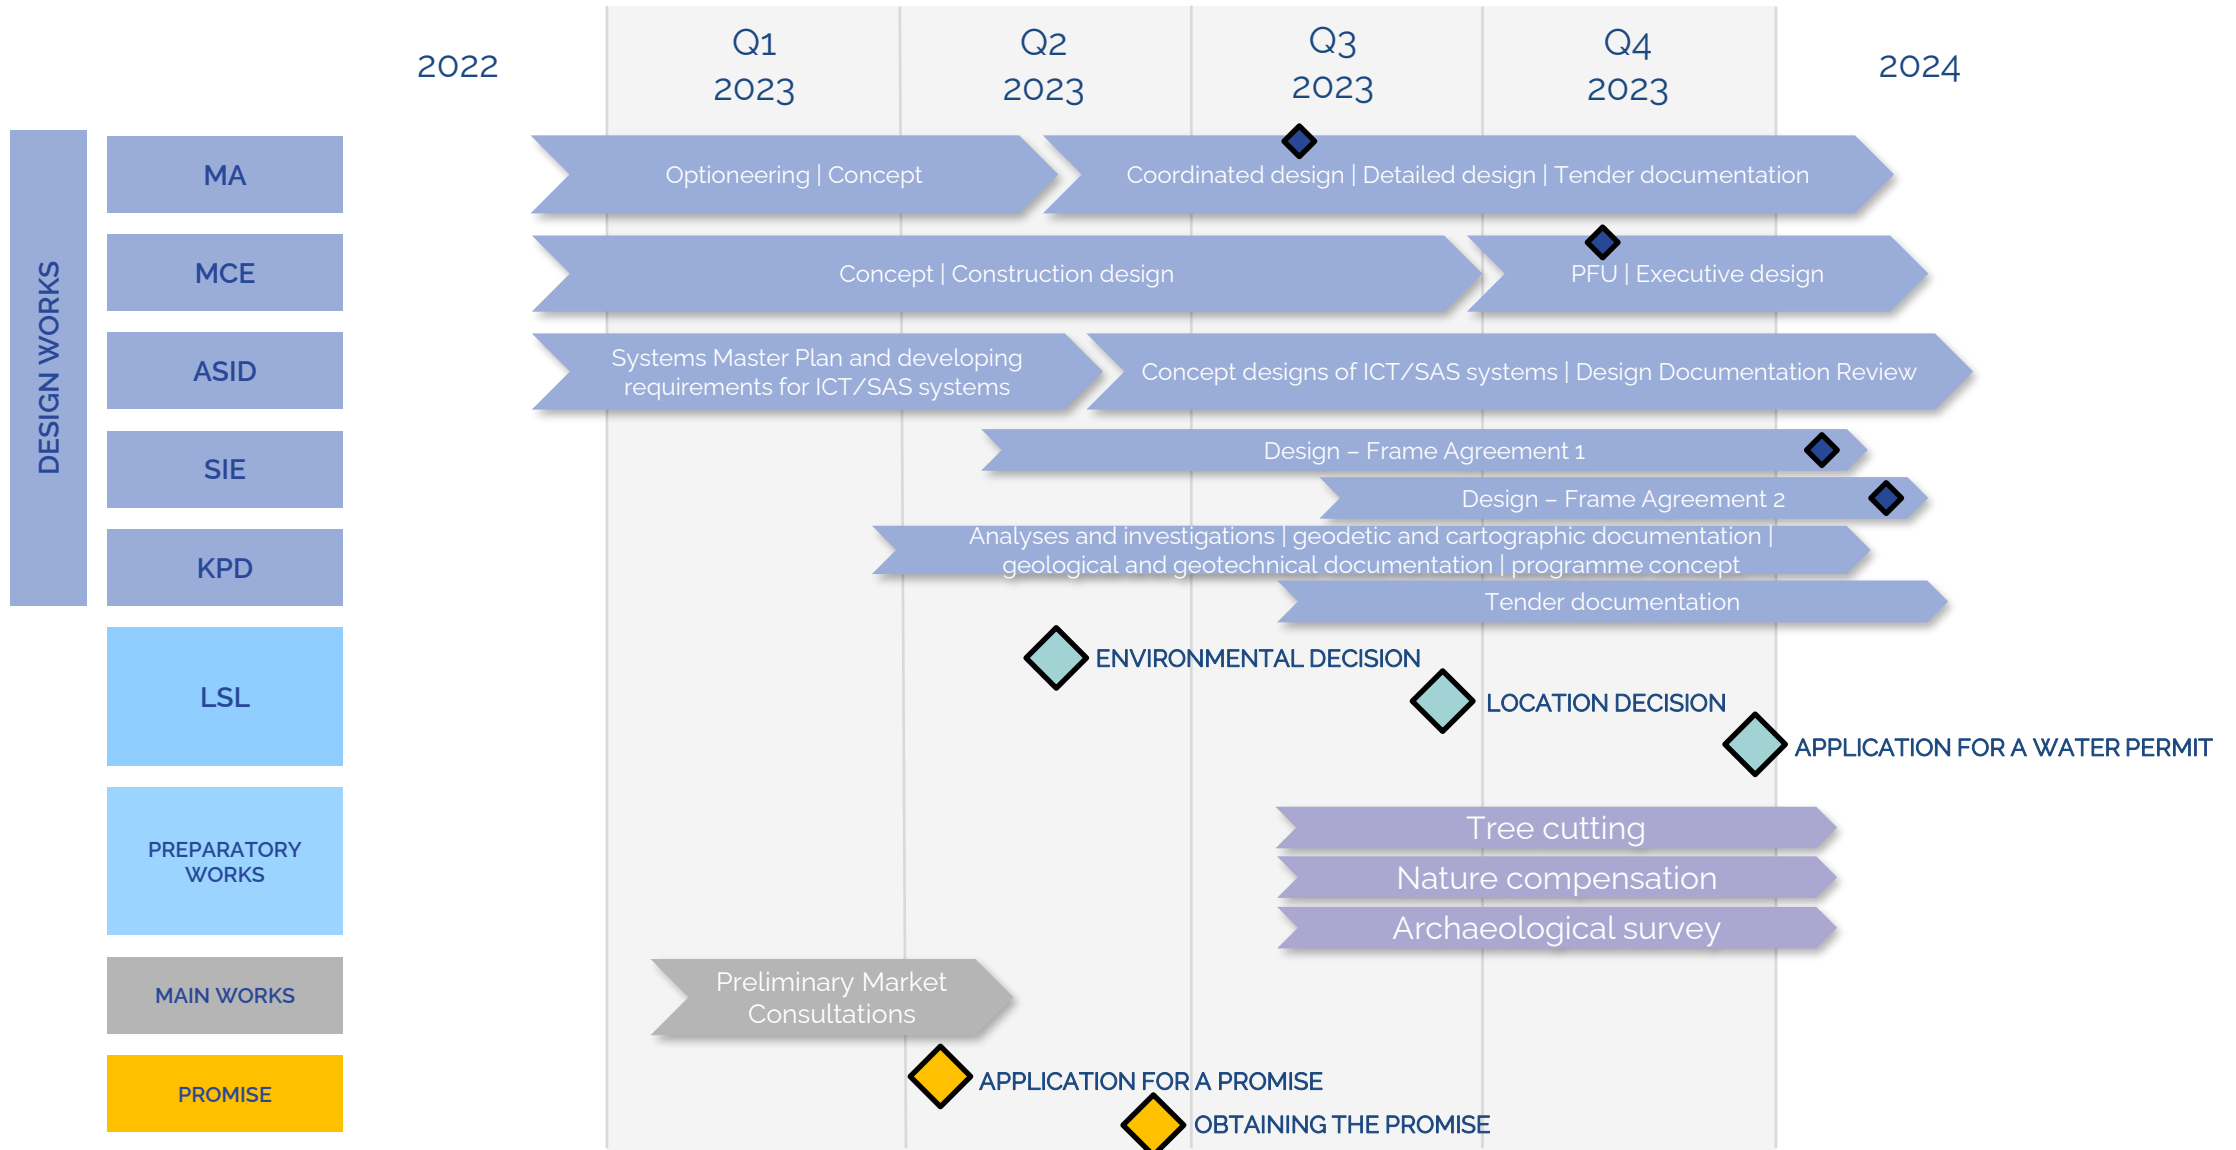 2022
Q1
2023
Q2
2023
Q3
2023
Q4
2023
2024
DESIGN WORKS
MA
Optioneering | Concept
Coordinated design | Detailed design | Tender documentation
MCE
Concept | Construction design
PFU | Executive design
ASID
Systems Master Plan and developing
requirements for ICT/SAS systems
Concept designs of ICT/SAS systems | Design Documentation Review
SIE
Design – Frame Agreement 1
Design – Frame Agreement 2
KPD
Analyses and investigations | geodetic and cartographic documentation |
geological and geotechnical documentation | programme concept
Tender documentation
LSL
ENVIRONMENTAL DECISION
LOCATION DECISION
APPLICATION FOR A WATER PERMIT
PREPARATORY
WORKS
Tree cutting
Nature compensation
Archaeological survey
MAIN WORKS
Preliminary Market
Consultations
PROMISE
APPLICATION FOR A PROMISE
OBTAINING THE PROMISE